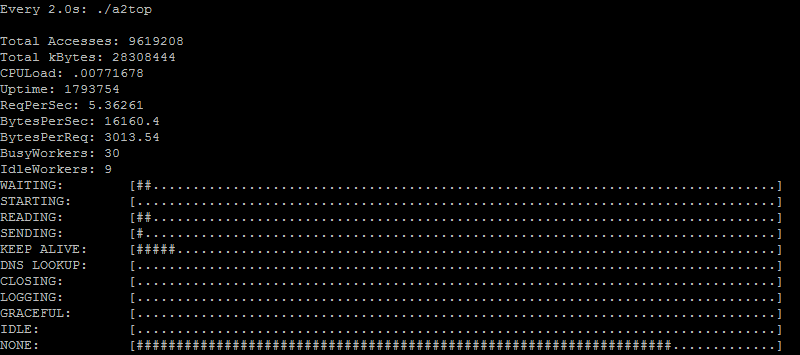 Every 2.0s: ./a2top
Total Accesses: 9619208
Total kBytes: 28308444
CPULoad: .00771678
Uptime: 1793754
ReqPerSec: 5.36261
BytesPerSec: 16160.4
BytesPerReq: 3013.54
BusyWorkers: 30
IdleWorkers: 9
WAITING: [##..............................................................................]
STARTING: [................................................................................]
READING: [##..............................................................................]
SENDING: [#...............................................................................]
KEEP ALIVE: [#####...........................................................................]
DNS LOOKUP: [................................................................................]
CLOSING: [................................................................................]
LOGGING: [................................................................................]
GRACEFUL: [................................................................................]
IDLE: [................................................................................]
NONE: [###################################################################.............]